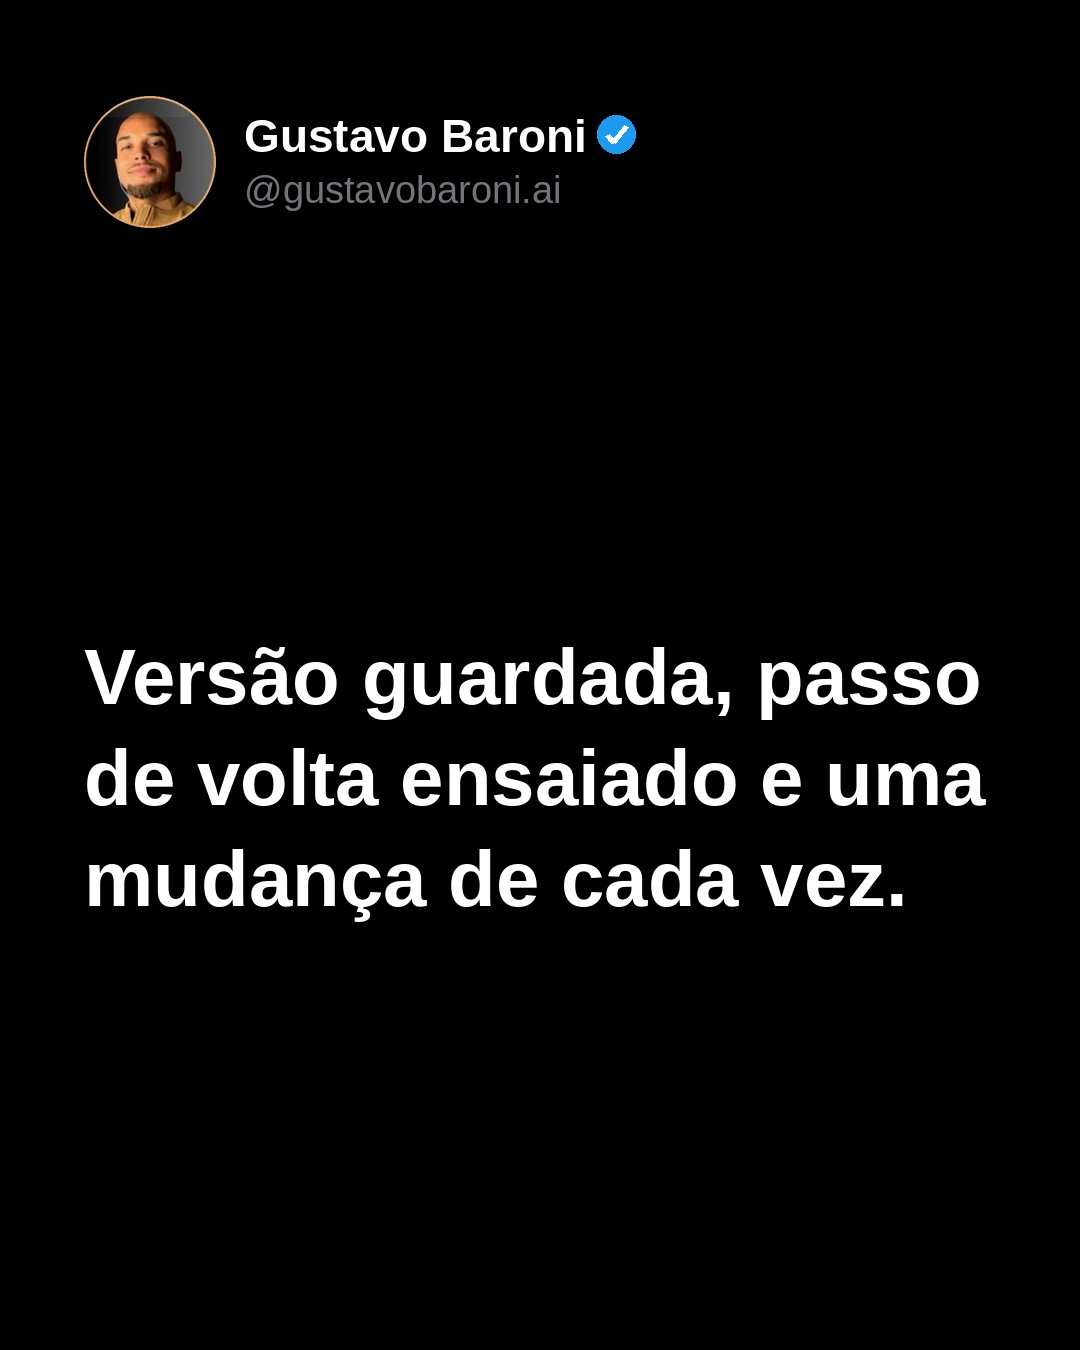 Gustavo Baroni
@gustavobaroni.ai
Versão guardada, passo
de volta ensaiado e uma
mudança de cada vez.